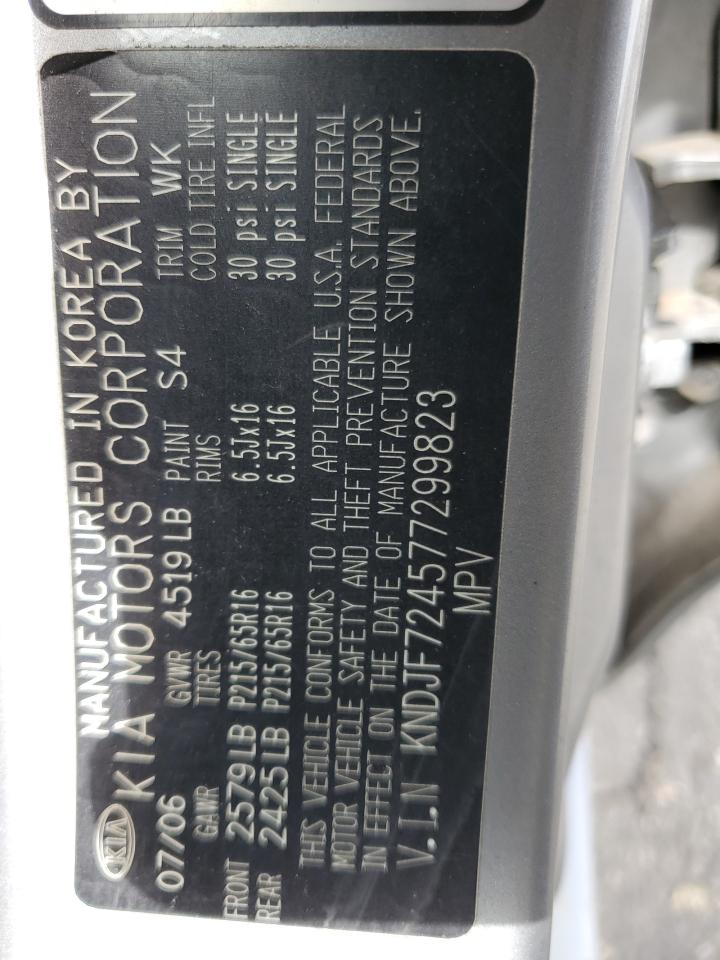 MANUFACTURED IN KOREA BY
KIA KIA MOTORS CORPORATION
07/06 GVWR 4519LB PAINT S4 TRIM WK
GAWR TIRES RIMS COLD TIRE INFL
FRONT 2579LB P215/65R16 6.5Jx16 30 psi SINGLE
REAR 2425LB P215/65R16 6.5Jx16 30 psi SINGLE
THIS VEHICLE CONFORMS TO ALL APPLICABLE U.S.A. FEDERAL
MOTOR VEHICLE SAFETY AND THEFT PREVENTION STANDARDS
IN EFFECT ON THE DATE OF MANUFACTURE SHOWN ABOVE.
V.I.N KNDJF724577299823
MPV